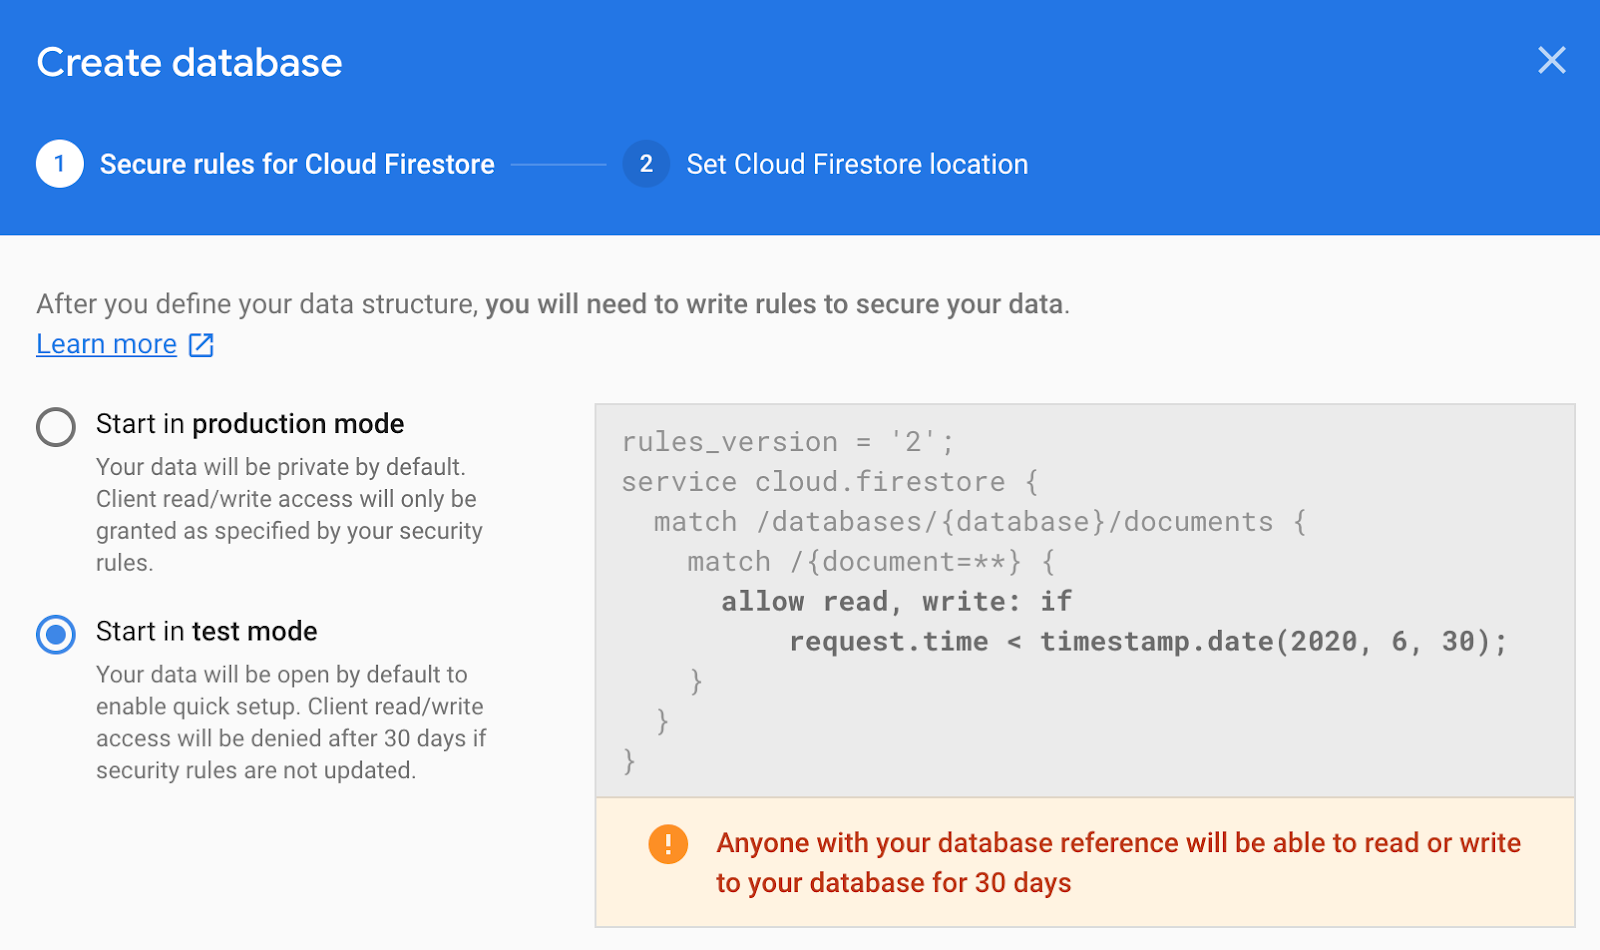 Create database
1 Secure rules for Cloud Firestore
2 Set Cloud Firestore location
After you define your data structure, you will need to write rules to secure your data.
Learn more
Start in production mode
Your data will be private by default.
Client read/write access will only be
granted as specified by your security
rules.
Start in test mode
Your data will be open by default to
enable quick setup. Client read/write
access will be denied after 30 days if
security rules are not updated.
rules_version = '2';
service cloud.firestore {
  match /databases/{database}/documents {
    match /{document=**} {
      allow read, write: if
          request.time < timestamp.date(2020, 6, 30);
    }
  }
}
Anyone with your database reference will be able to read or write
to your database for 30 days